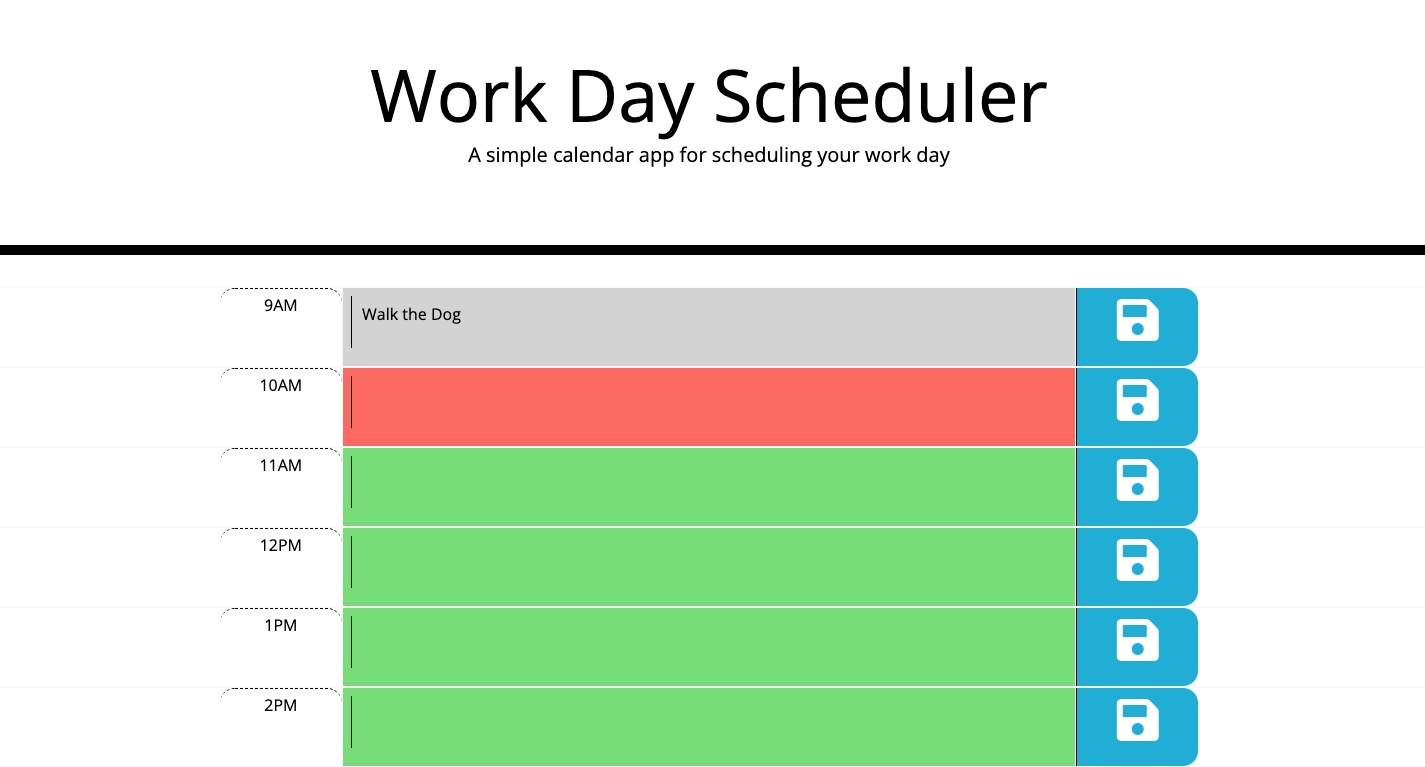 Work Day Scheduler
A simple calendar app for scheduling your work day
9AM
Walk the Dog
10AM
11AM
12PM
1PM
2PM